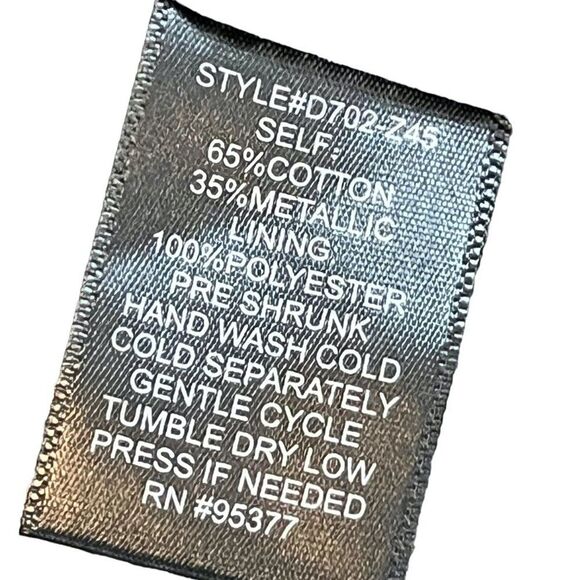 STYLE#D702-Z45
SELF:
65%COTTON
35%METALLIC
LINING
100%POLYESTER
PRE SHRUNK
HAND WASH COLD
COLD SEPARATELY
GENTLE CYCLE
TUMBLE DRY LOW
PRESS IF NEEDED
RN #95377